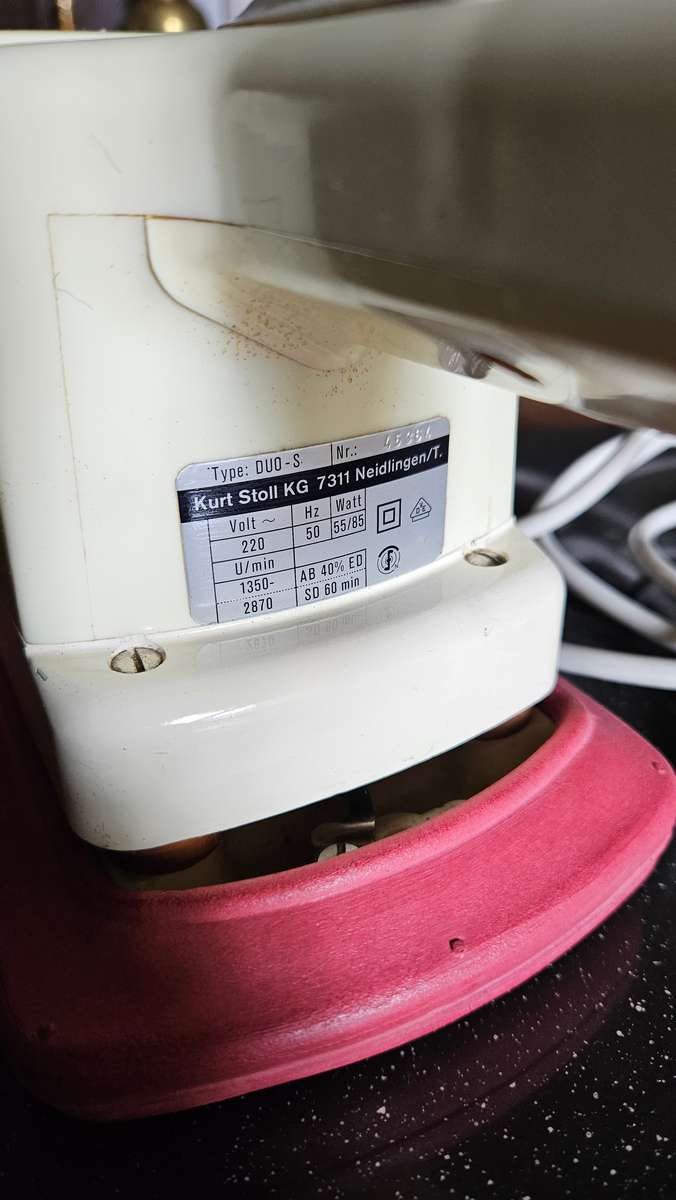 Type: DUO-S Nr.: 45384
Kurt Stoll KG 7311 Neidlingen/T.
Volt ~ Hz Watt
220 50 55/85
U/min
1350- AB 40% ED
2870 SD 60 min